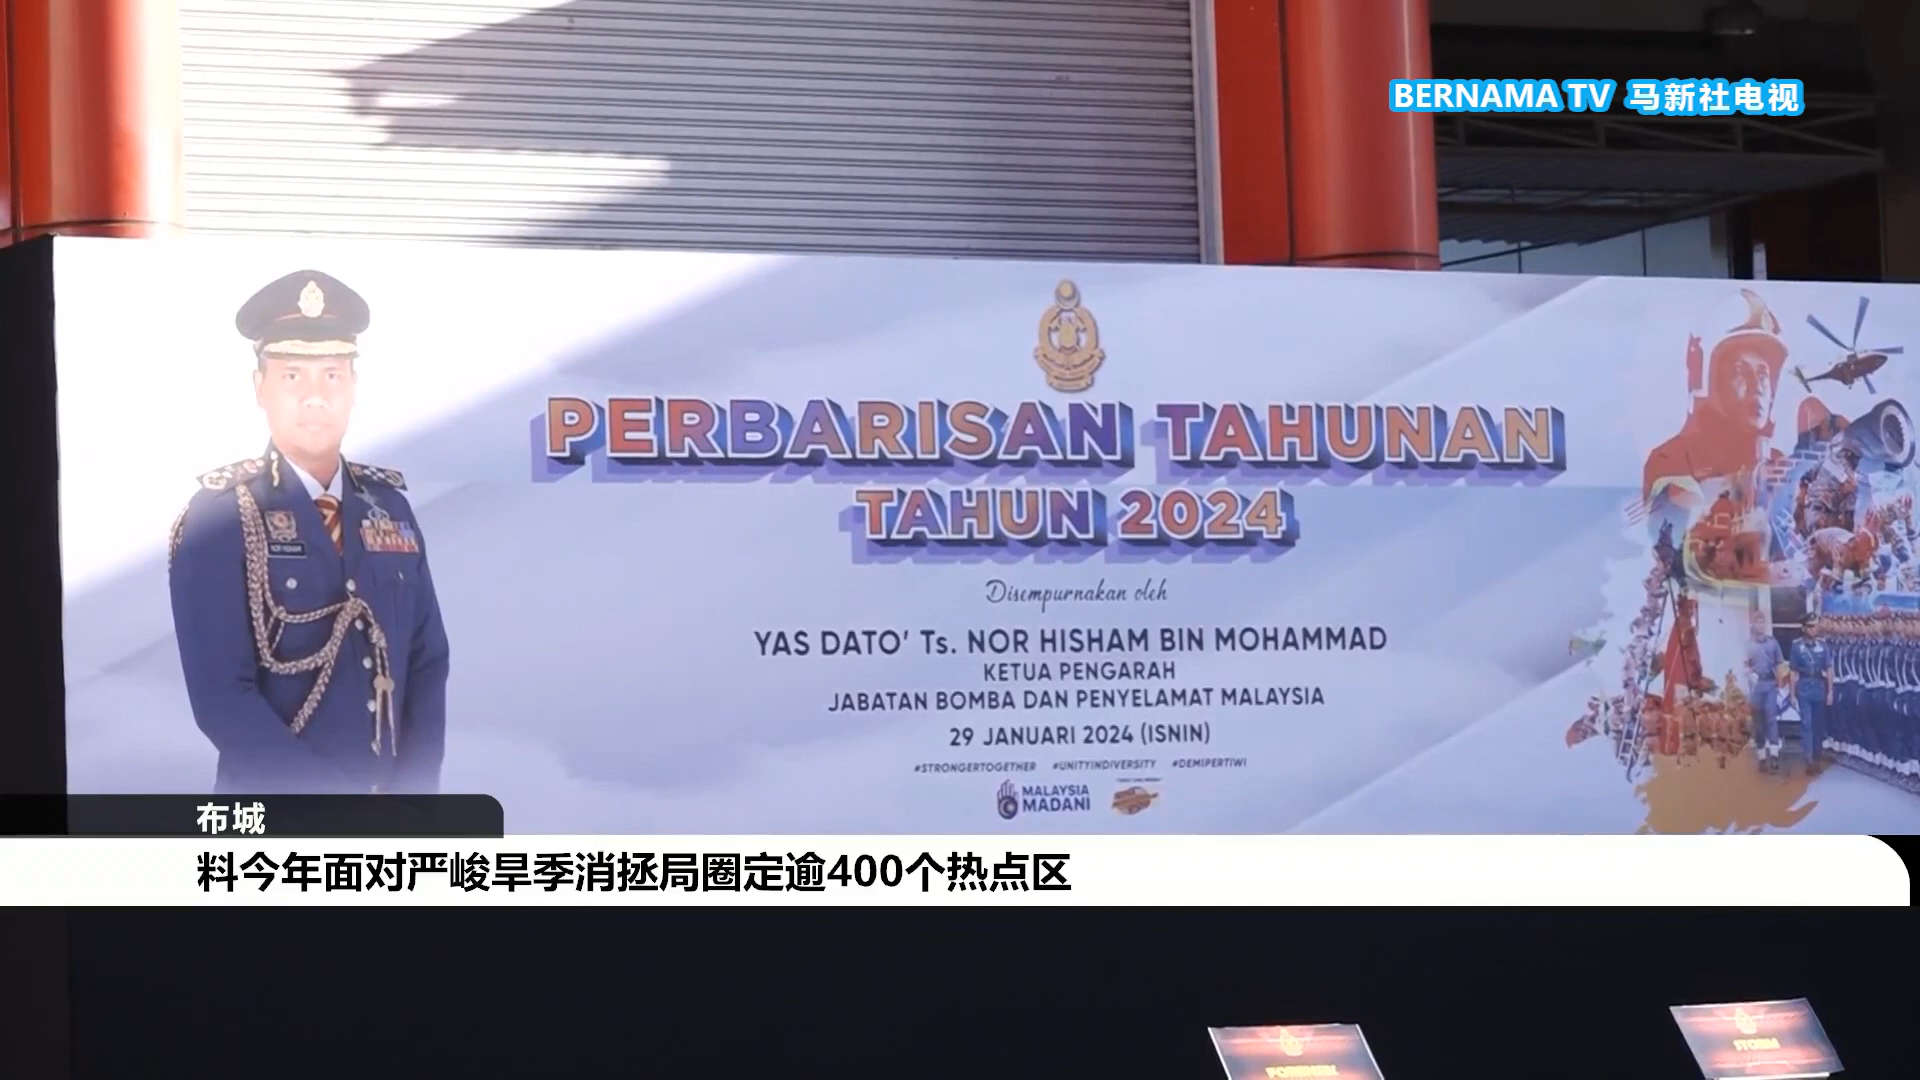 BERNAMA TV 马新社电视
PERBARISAN TAHUNAN
TAHUN 2024
Disempurnakan oleh
YAS DATO' Ts. NOR HISHAM BIN MOHAMMAD
KETUA PENGARAH
JABATAN BOMBA DAN PENYELAMAT MALAYSIA
29 JANUARI 2024 (ISNIN)
#STRONGERTOGETHER #UNITYINDIVERSITY #DEMIPERTIWI
MALAYSIA
MADANI
NOR HISHAM
布城
料今年面对严峻旱季消拯局圈定逾400个热点区
STORM